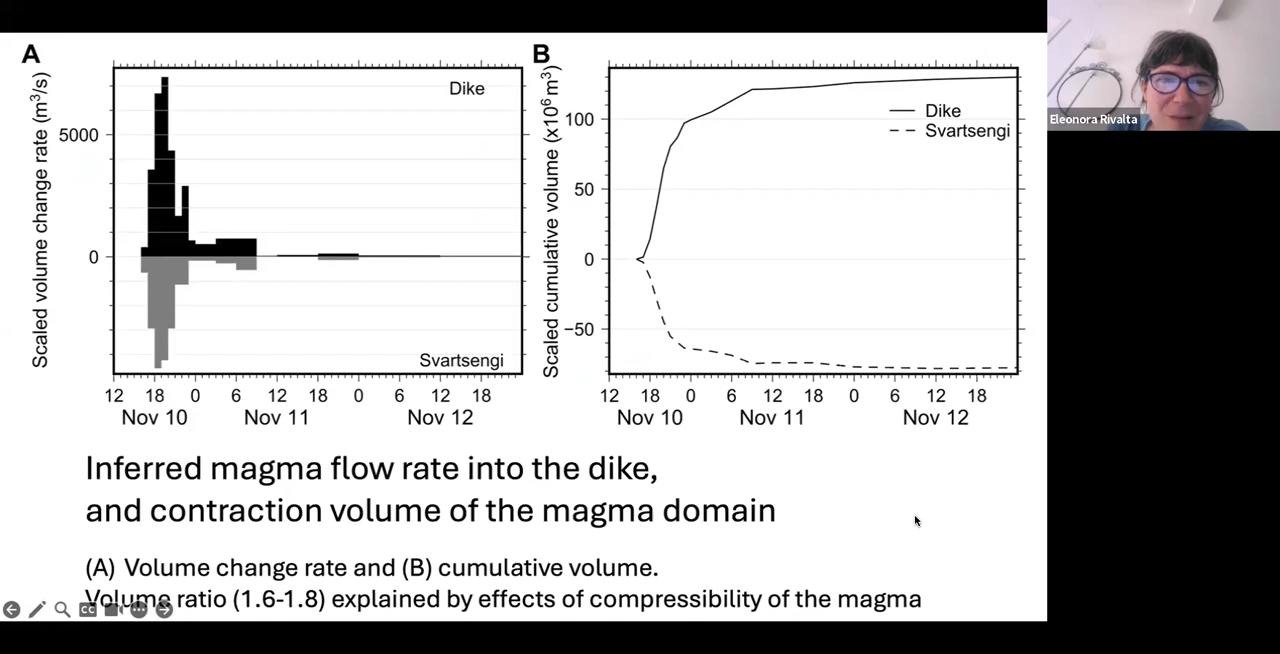 A
B
Scaled volume change rate (m³/s)
5000
0
Dike
Svartsengi
12 18 0 6 12 18 0 6 12 18
Nov 10 Nov 11 Nov 12
Scaled cumulative volume (x10⁶ m³)
100
50
0
−50
Dike
Svartsengi
12 18 0 6 12 18 0 6 12 18
Nov 10 Nov 11 Nov 12
Eleonora Rivalta
Inferred magma flow rate into the dike,
and contraction volume of the magma domain
(A) Volume change rate and (B) cumulative volume.
Volume ratio (1.6-1.8) explained by effects of compressibility of the magma
CC